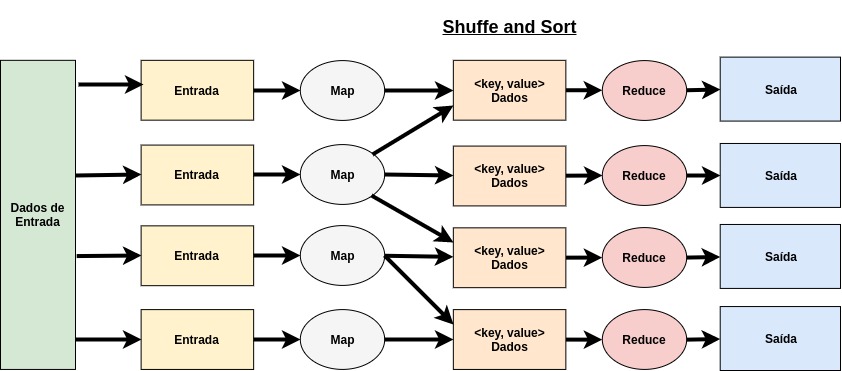 Shuffe and Sort
Dados de
Entrada
Entrada
Map
<key, value>
Dados
Reduce
Saída
Entrada
Map
<key, value>
Dados
Reduce
Saída
Entrada
Map
<key, value>
Dados
Reduce
Saída
Entrada
Map
<key, value>
Dados
Reduce
Saída